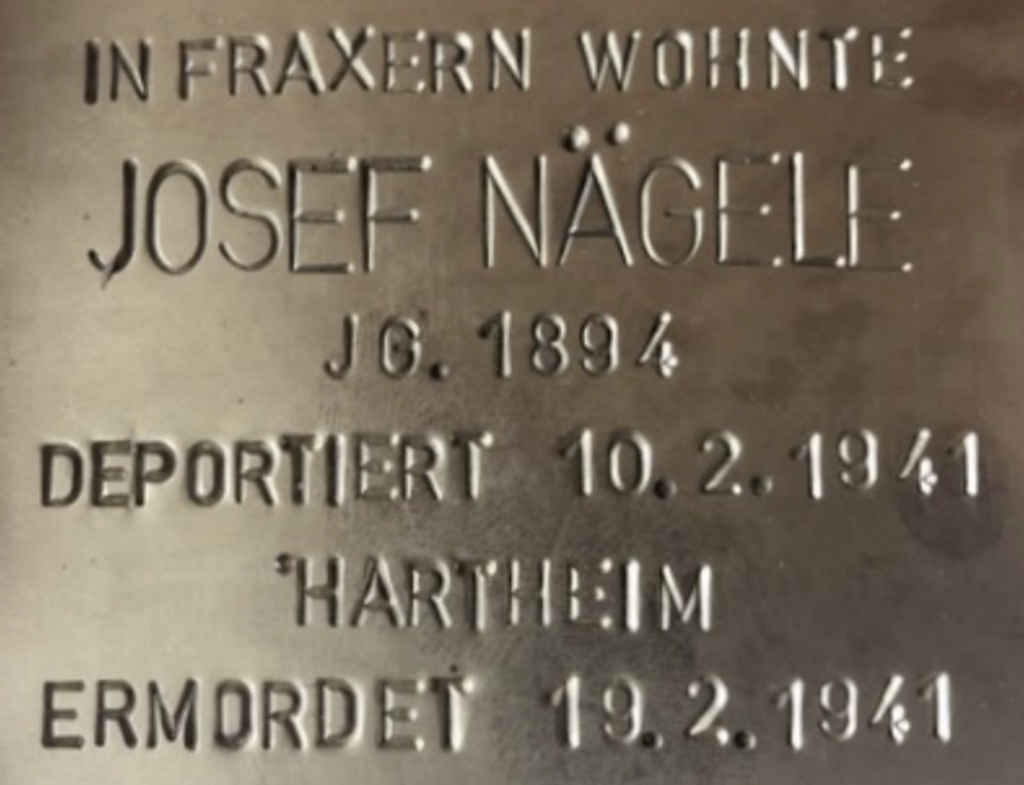 IN FRAXERN WOHNTE
JOSEF NÄGELE
JG. 1894
DEPORTIERT 10.2.1941
HARTHEIM
ERMORDET 19.2.1941